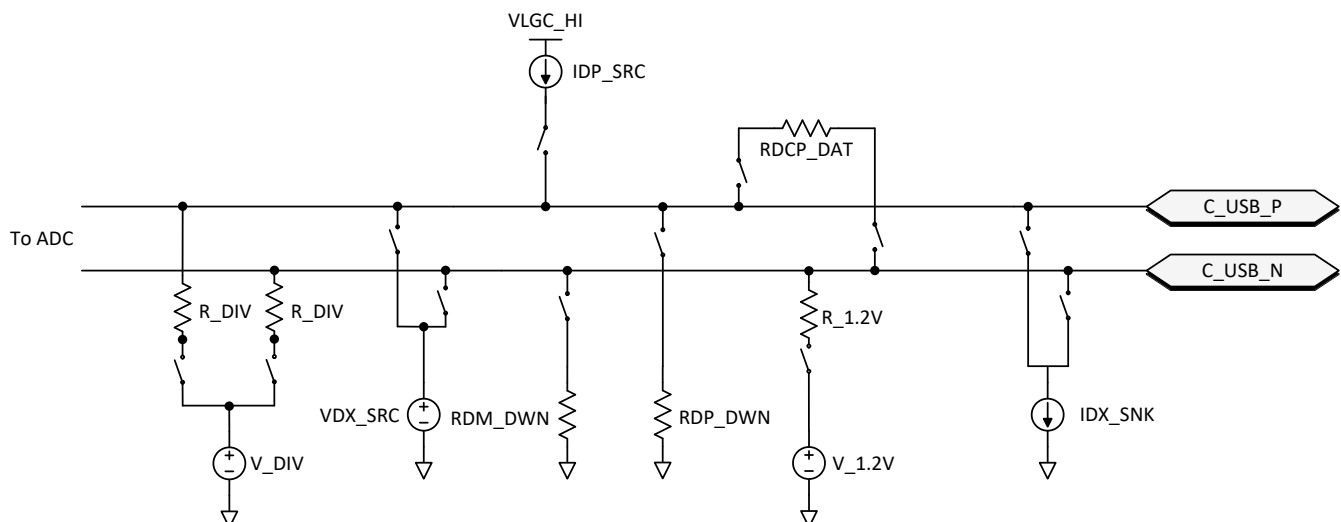 VLGC_HI
IDP_SRC
RDCP_DAT
C_USB_P
To ADC
C_USB_N
R_DIV
R_DIV
R_1.2V
VDX_SRC
RDM_DWN
RDP_DWN
IDX_SNK
V_DIV
V_1.2V